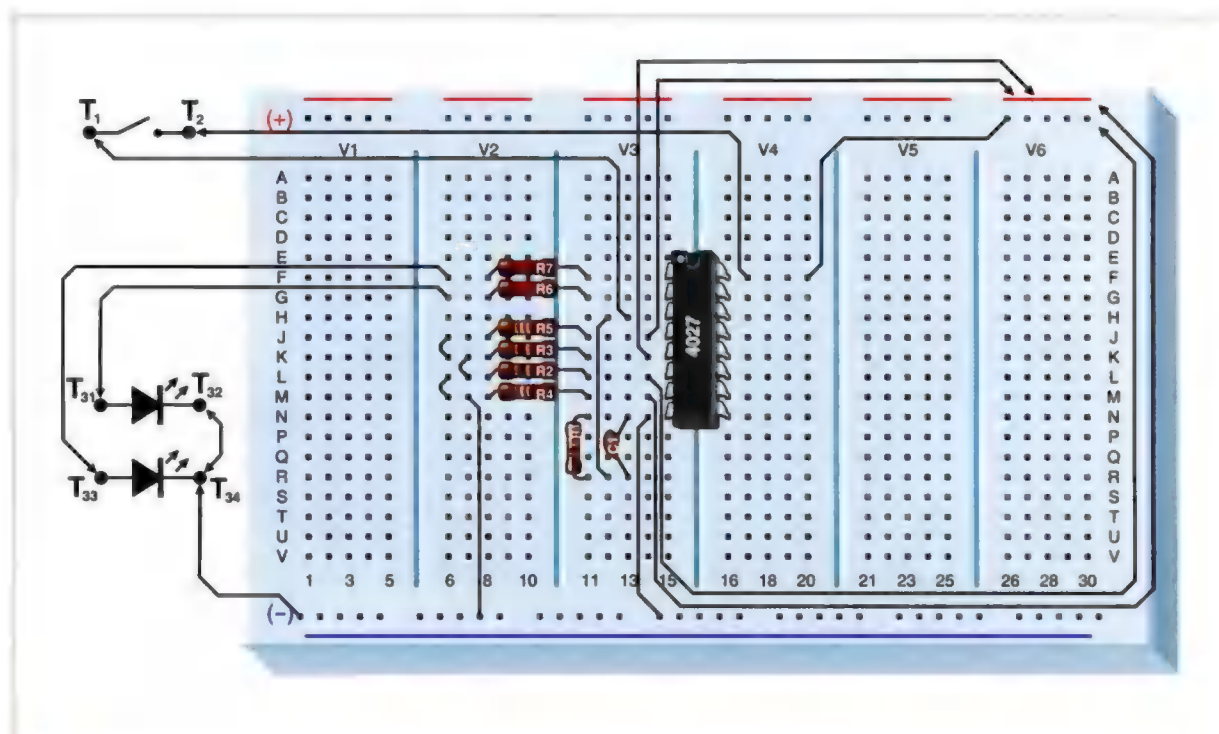 T1 T2
(+)
V1 V2 V3 V4 V5 V6
A A
B B
C C
D D
E E
F R7 F
G R6 G
H H
J R5 J
K R3 4027 K
L R2 L
M R4 M
N N
T31 T32
P P
Q C1 Q
R R
T33 T34
S S
T T
U U
V V
1 3 5 6 8 10 11 13 15 16 18 20 21 23 25 26 28 30
(-)